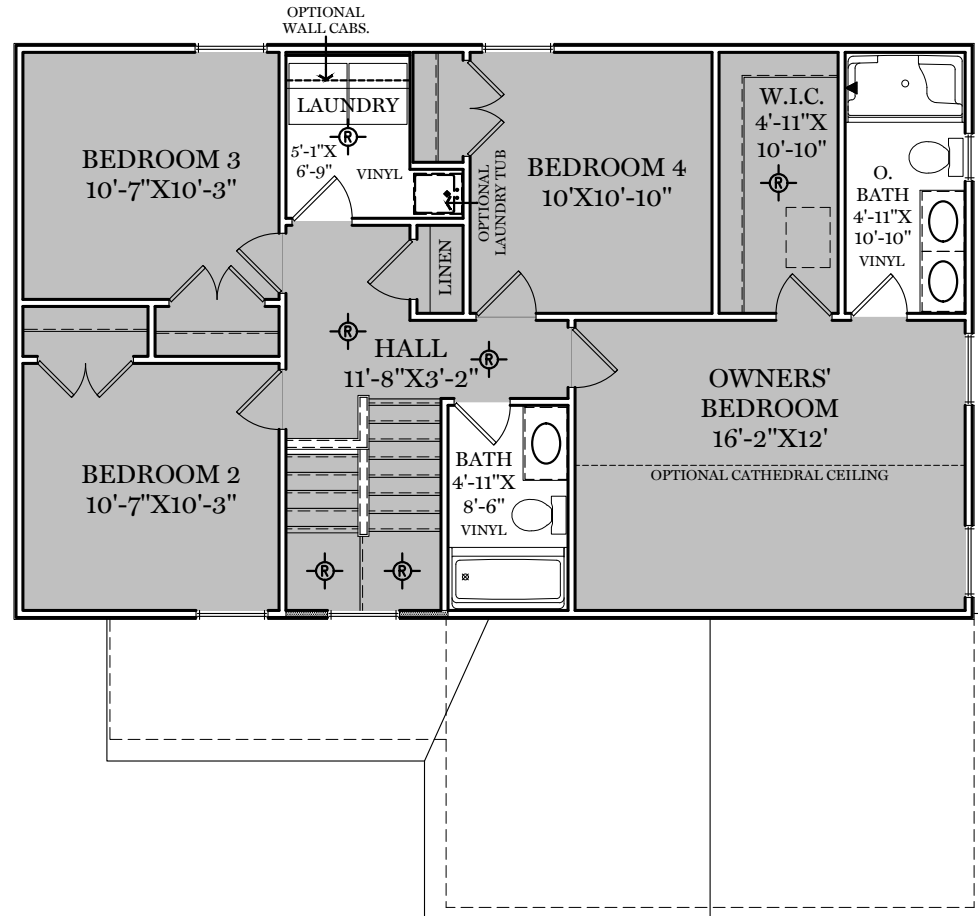 OPTIONAL
WALL CABS.
LAUNDRY
R
5'-1"X
6'-9"
VINYL
BEDROOM 3
10'-7"X10'-3"
BEDROOM 4
10'X10'-10"
OPTIONAL
LAUNDRY TUB
LINEN
W.I.C.
4'-11"X
10'-10"
R
O.
BATH
4'-11"X
10'-10"
VINYL
R
HALL
11'-8"X3'-2"
R
OWNERS'
BEDROOM
16'-2"X12'
OPTIONAL CATHEDRAL CEILING
BEDROOM 2
10'-7"X10'-3"
BATH
4'-11"X
8'-6"
VINYL
R
R